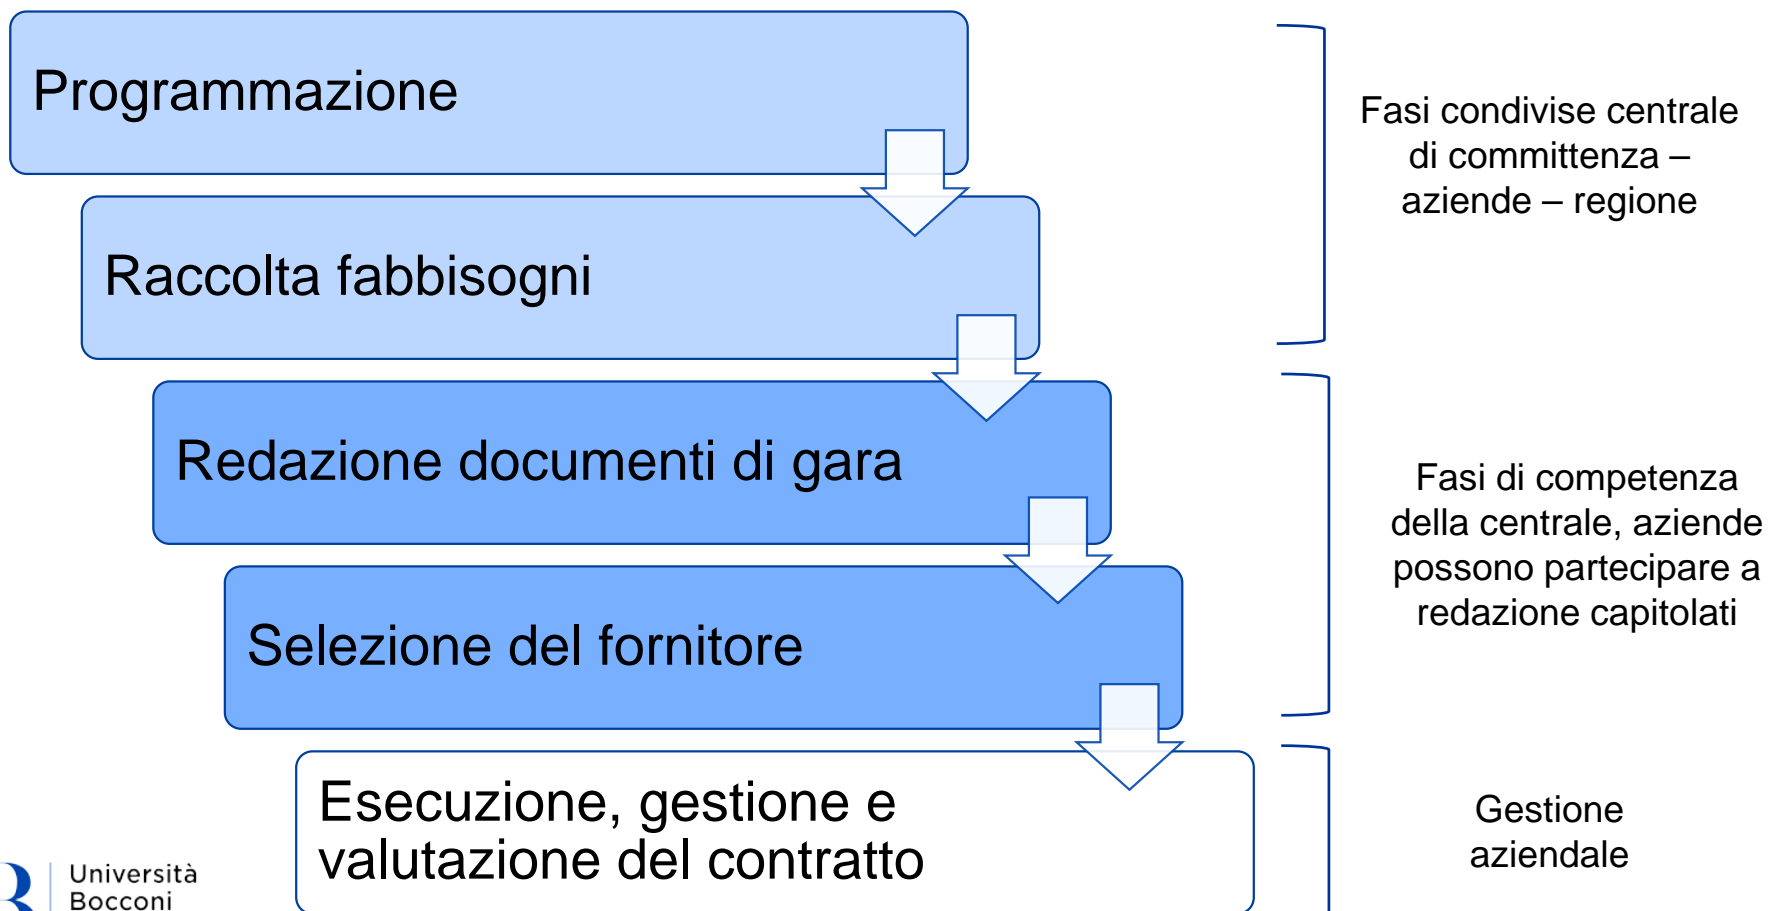 Programmazione
Fasi condivise centrale
di committenza –
aziende – regione
Raccolta fabbisogni
Redazione documenti di gara
Fasi di competenza
della centrale, aziende
possono partecipare a
redazione capitolati
Selezione del fornitore
Esecuzione, gestione e
valutazione del contratto
Gestione
aziendale
Università
Bocconi